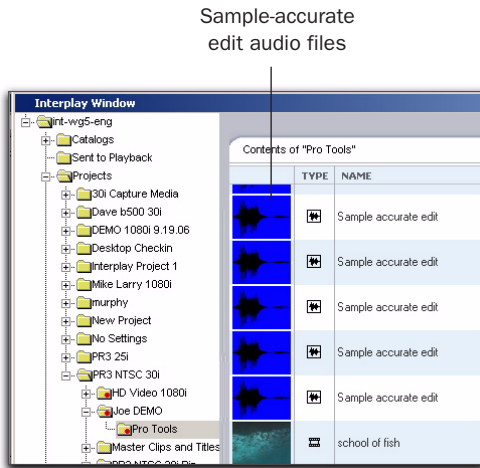 Sample-accurate
edit audio files
Interplay Window
int-wg5-eng
Catalogs
Sent to Playback
Projects
30i Capture Media
Dave b500 30i
DEMO 1080i 9.19.06
Desktop Checkin
Interplay Project 1
Mike Larry 1080i
murphy
New Project
No Settings
PR3 25i
PR3 NTSC 30i
HD Video 1080i
Joe DEMO
Pro Tools
Master Clips and Titles
Contents of "Pro Tools"
TYPE NAME
Sample accurate edit
Sample accurate edit
Sample accurate edit
Sample accurate edit
Sample accurate edit
school of fish